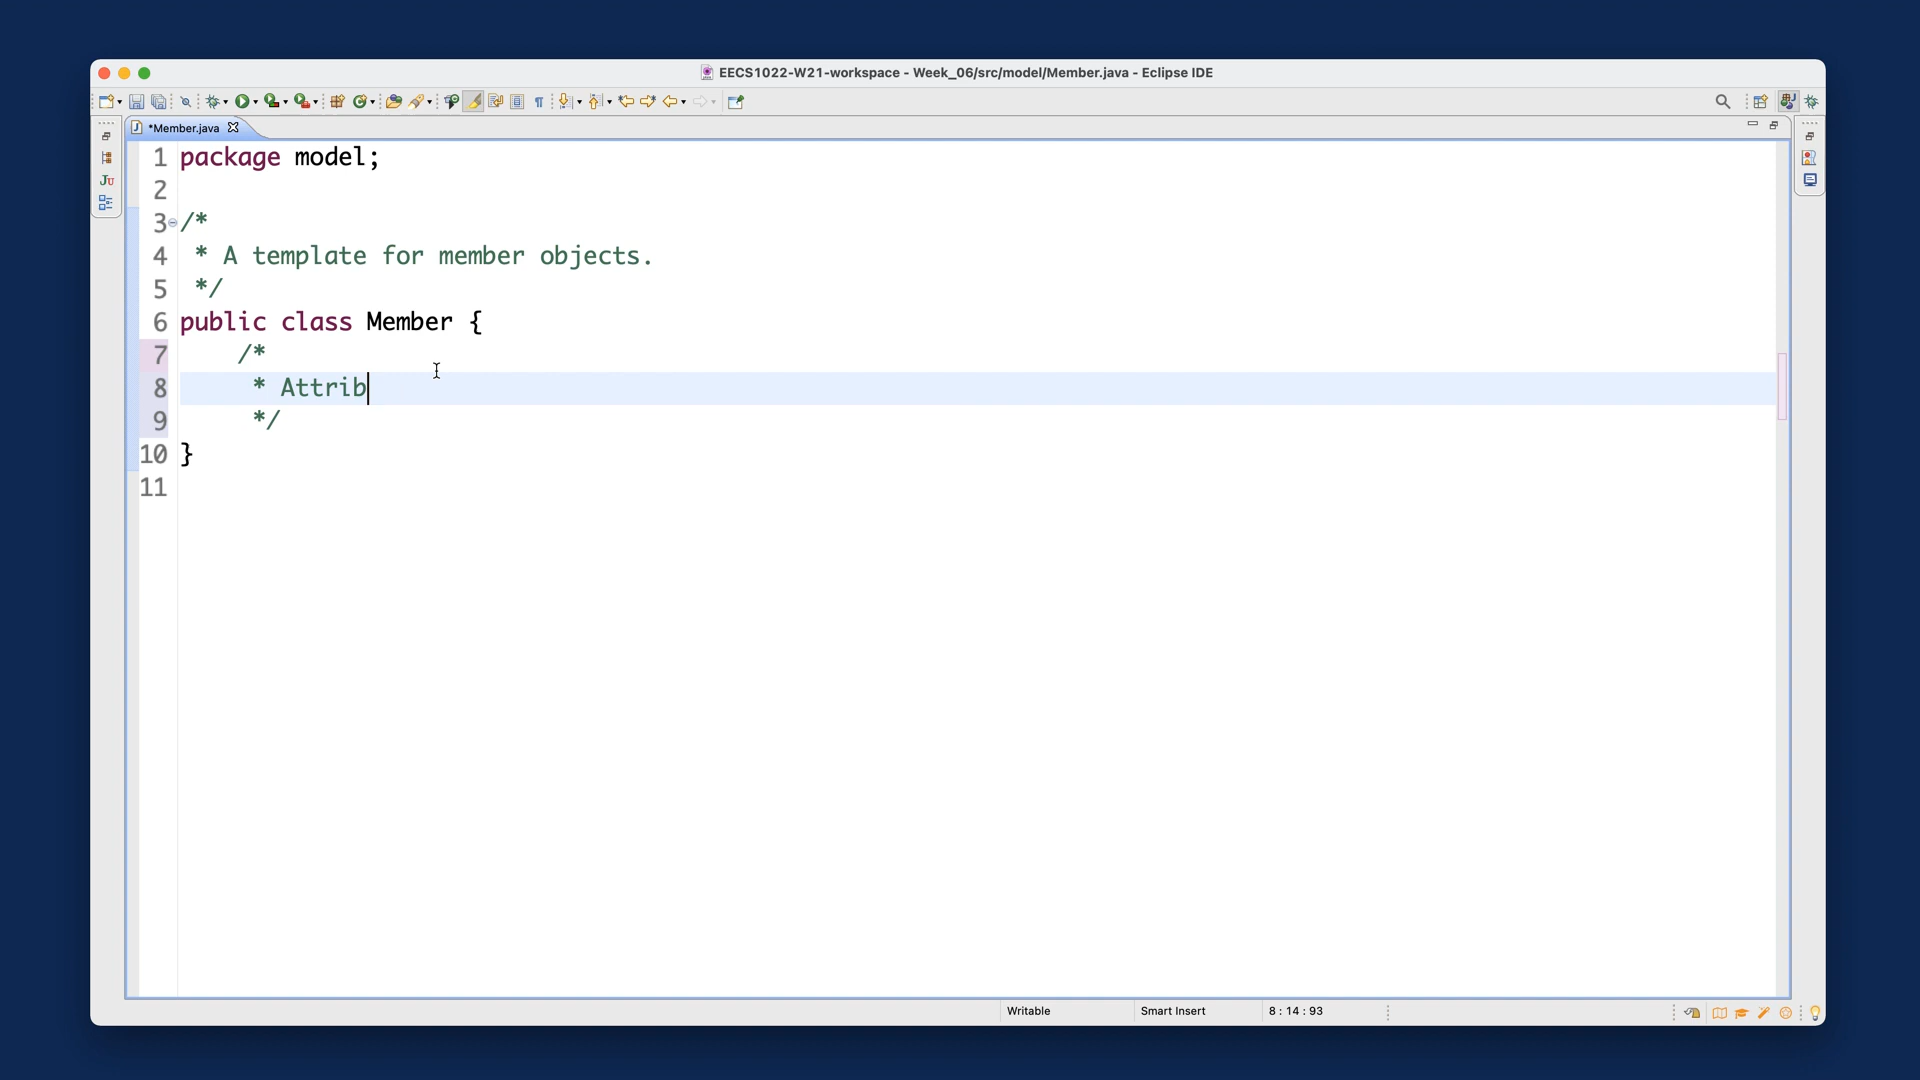 EECS1022-W21-workspace - Week_06/src/model/Member.java - Eclipse IDE
*Member.java
1 package model;
2
3 /*
4 * A template for member objects.
5 */
6 public class Member {
7 /*
8 * Attrib
9 */
10 }
11
Writable Smart Insert 8 : 14 : 93